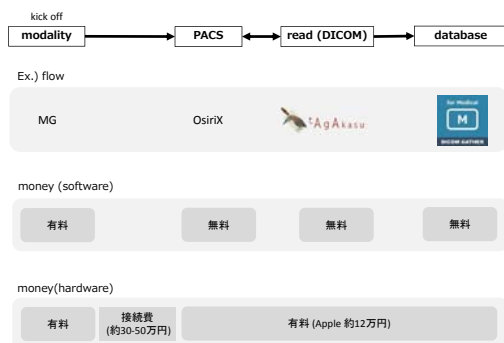 kick off
modality
PACS
read (DICOM)
database
Ex.) flow
MG
OsiriX
tAgAkasu
for Medical
M
DICOM GATHER
money (software)
有料
無料
無料
無料
money(hardware)
有料
接続費
(約30-50万円)
有料 (Apple 約12万円)